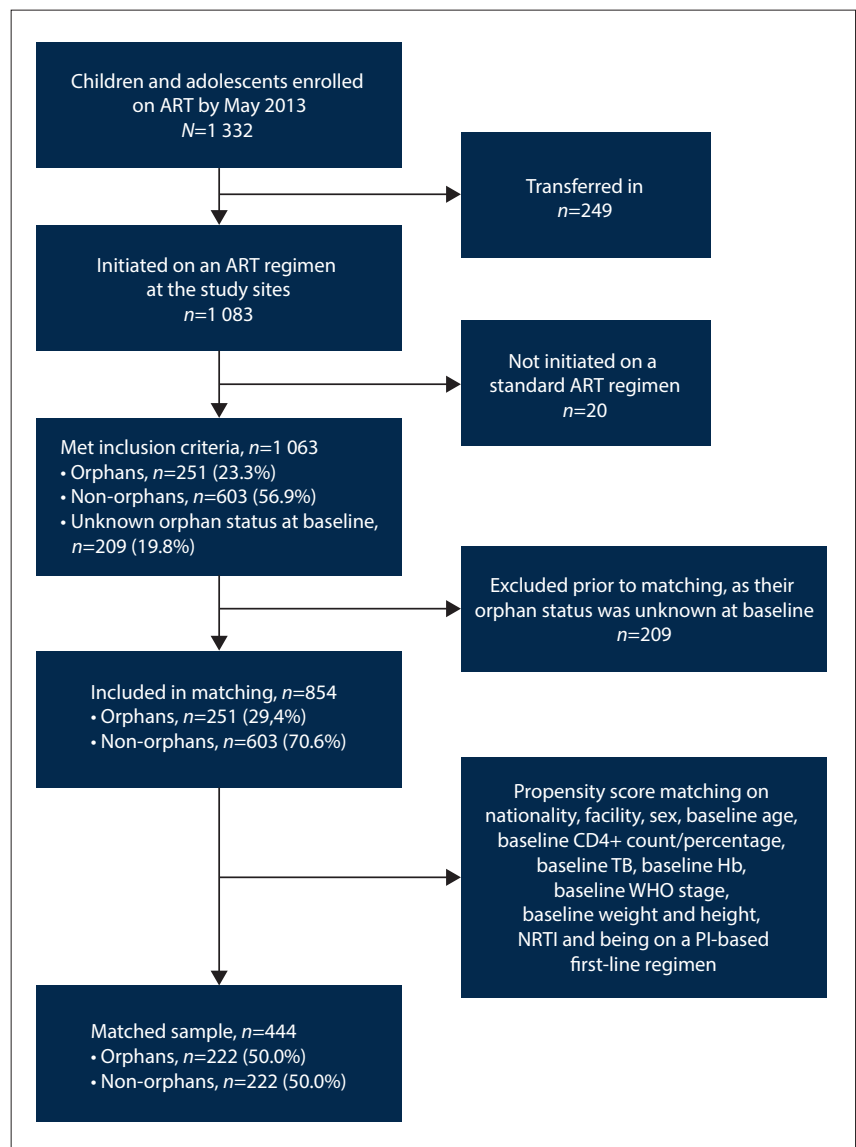 Children and adolescents enrolled
on ART by May 2013
N=1 332
Transferred in
n=249
Initiated on an ART regimen
at the study sites
n=1 083
Not initiated on a
standard ART regimen
n=20
Met inclusion criteria, n=1 063
• Orphans, n=251 (23.3%)
• Non-orphans, n=603 (56.9%)
• Unknown orphan status at baseline,
n=209 (19.8%)
Excluded prior to matching, as their
orphan status was unknown at baseline
n=209
Included in matching, n=854
• Orphans, n=251 (29,4%)
• Non-orphans, n=603 (70.6%)
Propensity score matching on
nationality, facility, sex, baseline age,
baseline CD4+ count/percentage,
baseline TB, baseline Hb,
baseline WHO stage,
baseline weight and height,
NRTI and being on a PI-based
first-line regimen
Matched sample, n=444
• Orphans, n=222 (50.0%)
• Non-orphans, n=222 (50.0%)